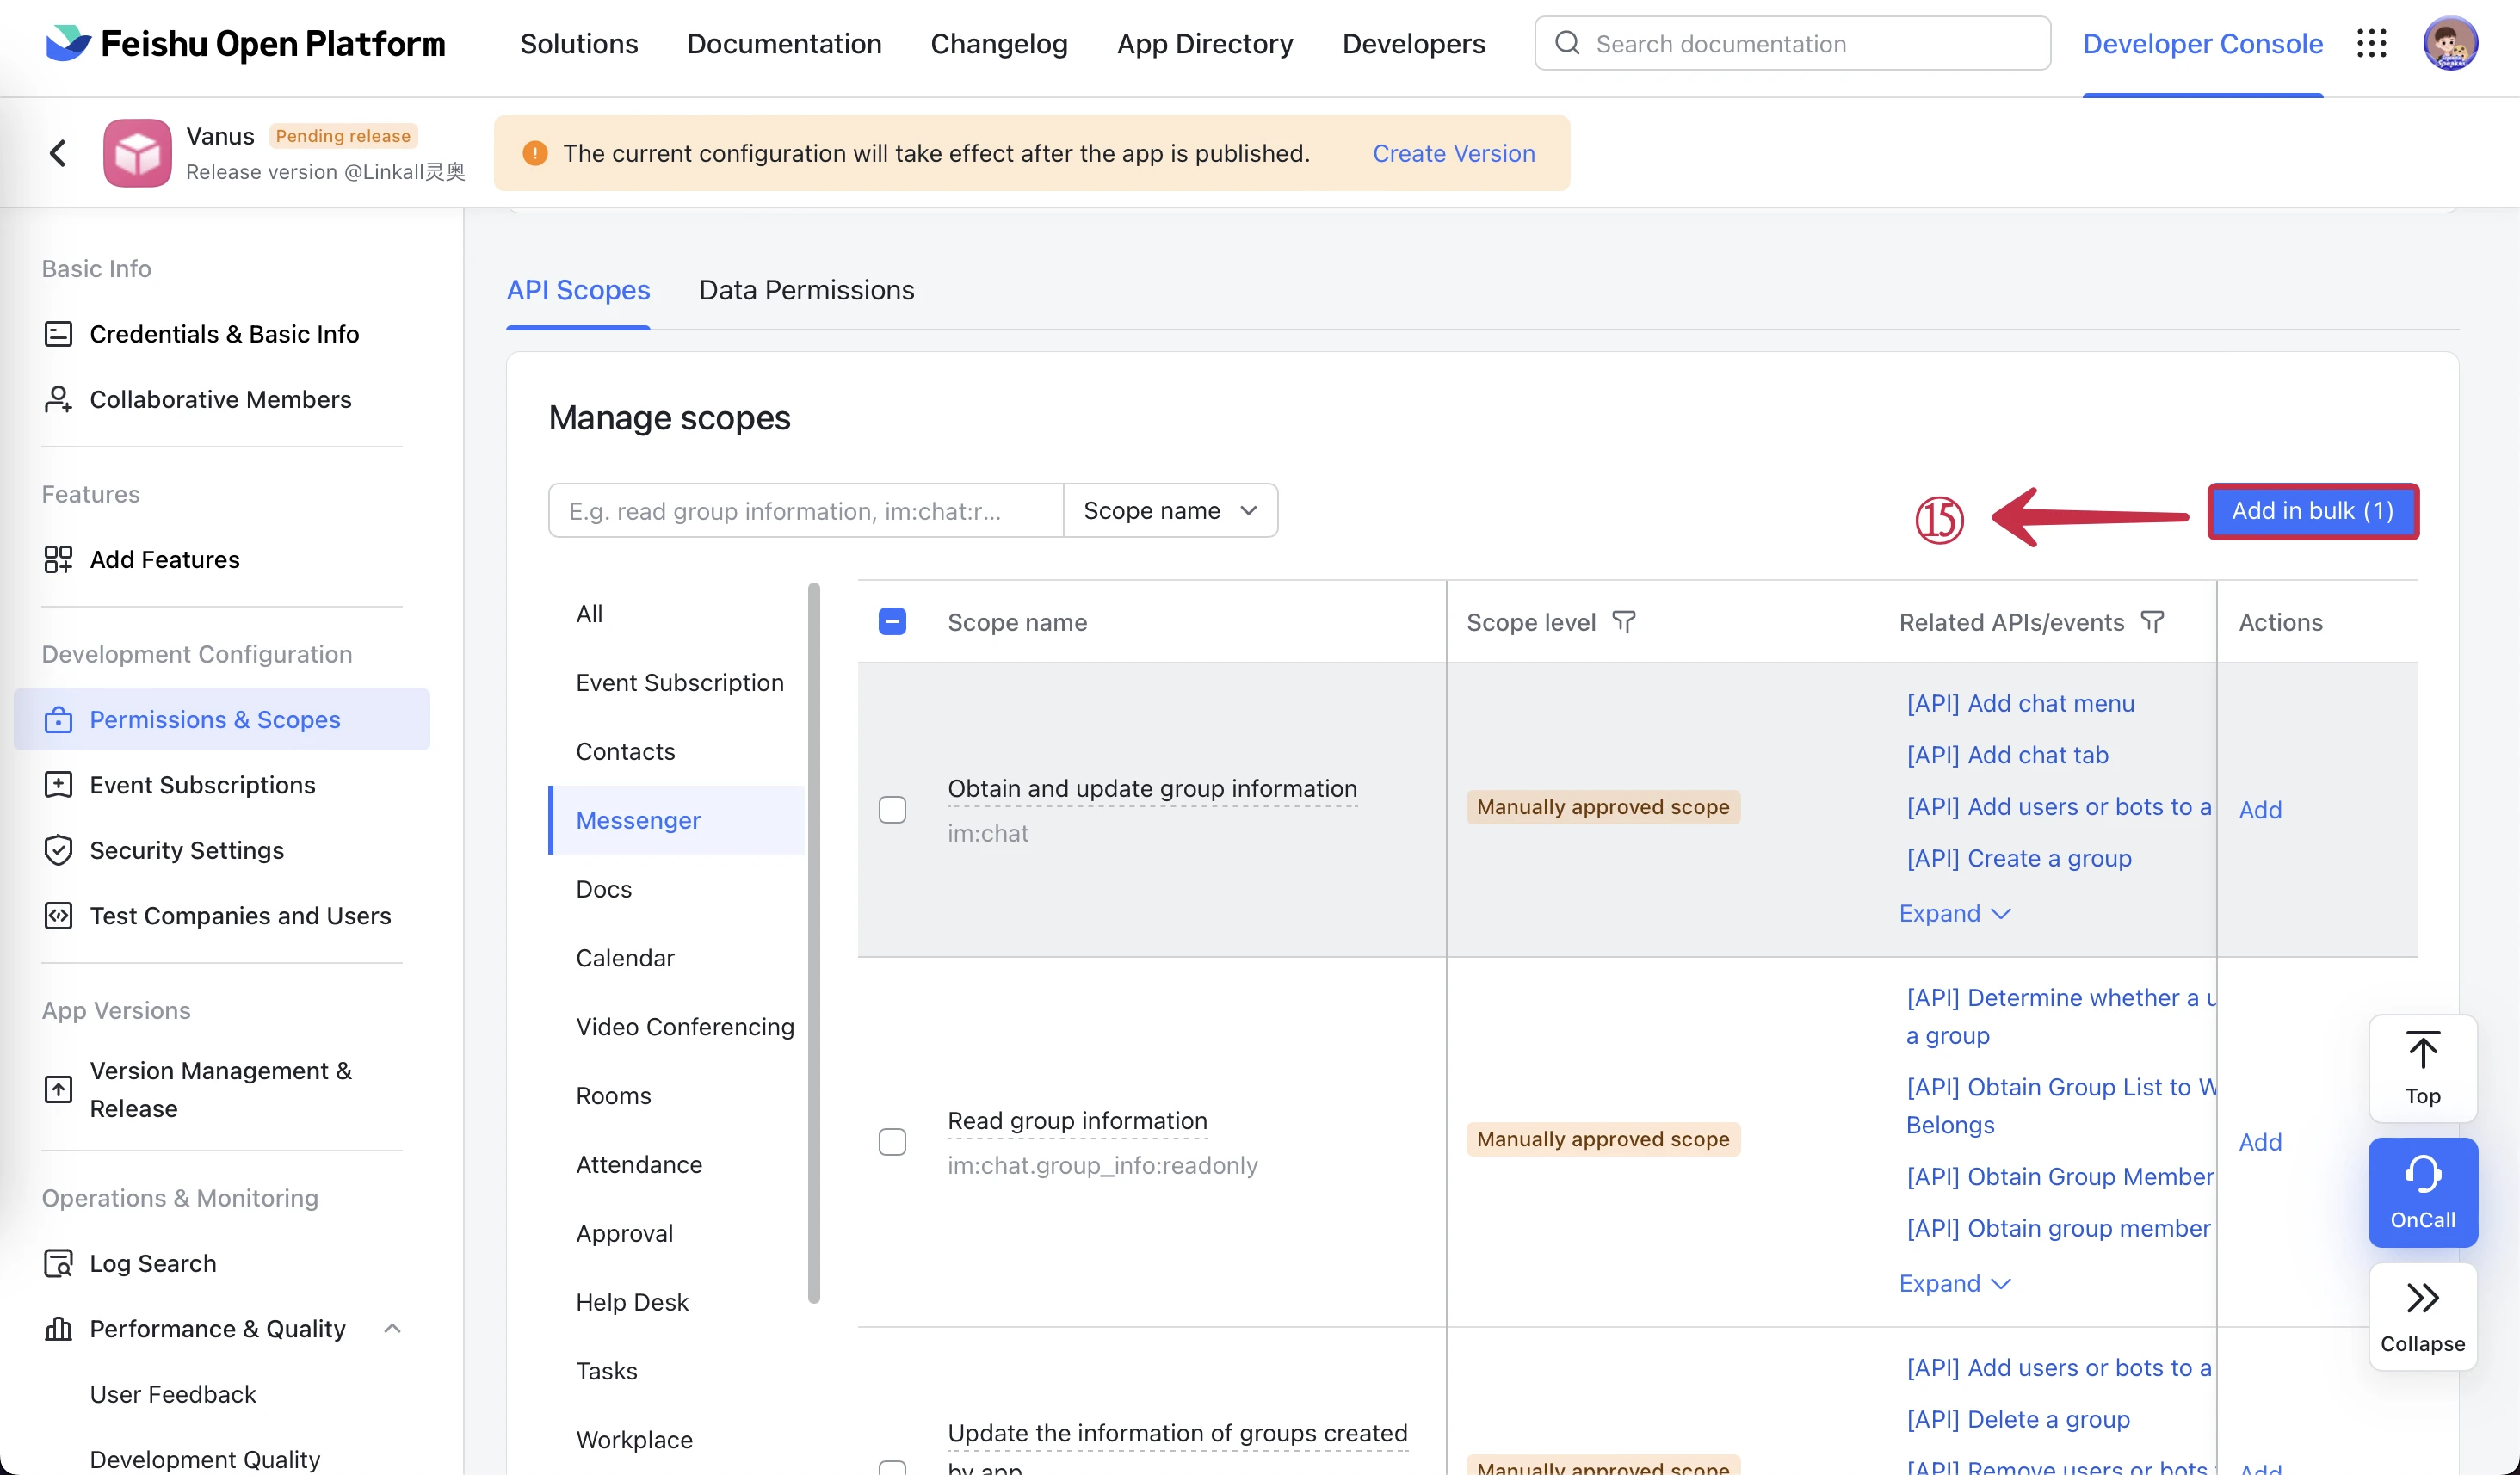 Feishu Open Platform
Solutions
Documentation
Changelog
App Directory
Developers
Search documentation
Developer Console
Vanus
Pending release
Release version @Linkall灵奥
The current configuration will take effect after the app is published.
Create Version
Basic Info
Credentials & Basic Info
Collaborative Members
Features
Add Features
Development Configuration
Permissions & Scopes
Event Subscriptions
Security Settings
Test Companies and Users
App Versions
Version Management &
Release
Operations & Monitoring
Log Search
Performance & Quality
User Feedback
Development Quality
API Scopes
Data Permissions
Manage scopes
E.g. read group information, im:chat:r...
Scope name
⑮
Add in bulk (1)
All
Event Subscription
Contacts
Messenger
Docs
Calendar
Video Conferencing
Rooms
Attendance
Approval
Help Desk
Tasks
Workplace
Scope name
Scope level
Related APIs/events
Actions
Obtain and update group information
im:chat
Manually approved scope
[API] Add chat menu
[API] Add chat tab
[API] Add users or bots to a
[API] Create a group
Expand
Add
Read group information
im:chat.group_info:readonly
Manually approved scope
[API] Determine whether a u
a group
[API] Obtain Group List to W
Belongs
[API] Obtain Group Member
[API] Obtain group member
Expand
Add
Update the information of groups created
by app
Manually approved scope
[API] Add users or bots to a
[API] Delete a group
[API] Remove users or bots
Add
Top
OnCall
Collapse